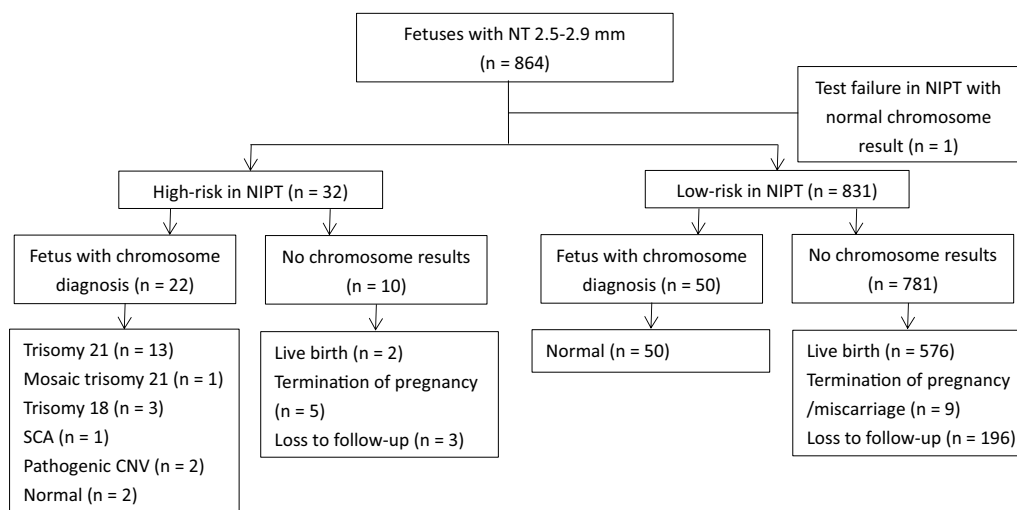 Fetuses with NT 2.5-2.9 mm
(n = 864)
Test failure in NIPT with
normal chromosome
result (n = 1)
High-risk in NIPT (n = 32)
Low-risk in NIPT (n = 831)
Fetus with chromosome
diagnosis (n = 22)
No chromosome results
(n = 10)
Fetus with chromosome
diagnosis (n = 50)
No chromosome results
(n = 781)
Trisomy 21 (n = 13)
Mosaic trisomy 21 (n = 1)
Trisomy 18 (n = 3)
SCA (n = 1)
Pathogenic CNV (n = 2)
Normal (n = 2)
Live birth (n = 2)
Termination of pregnancy
(n = 5)
Loss to follow-up (n = 3)
Normal (n = 50)
Live birth (n = 576)
Termination of pregnancy
/miscarriage (n = 9)
Loss to follow-up (n = 196)